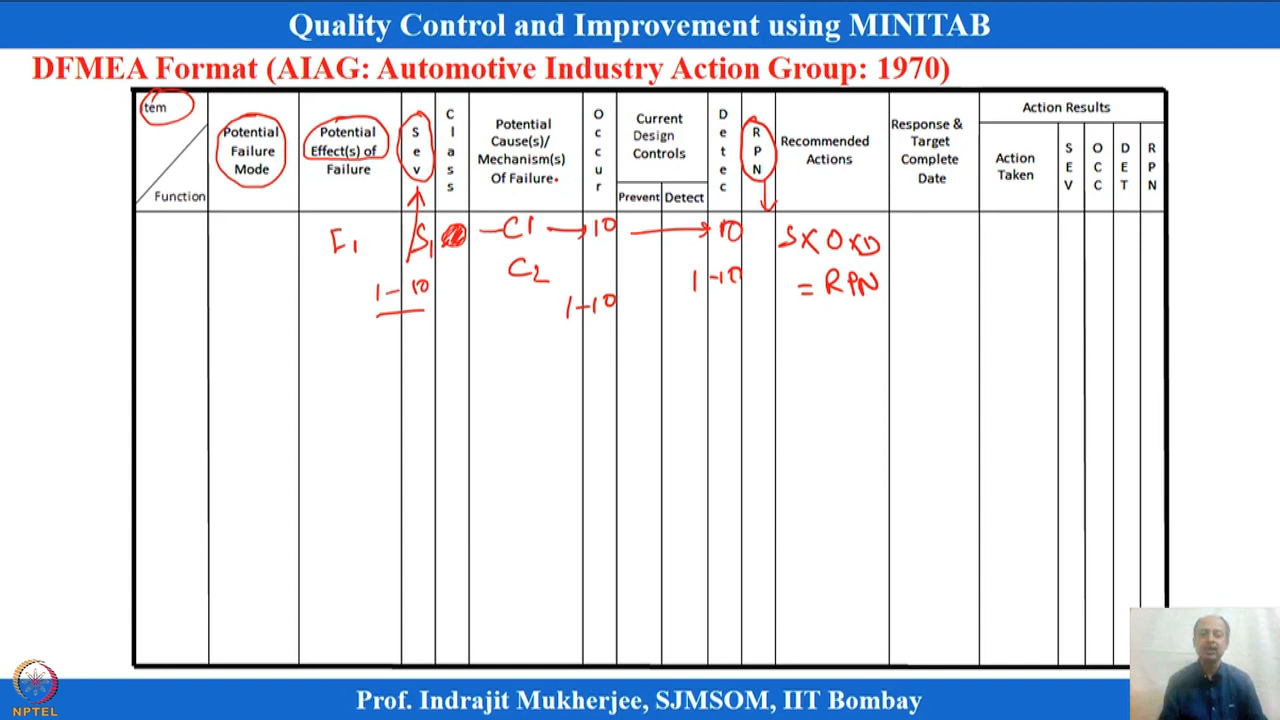 Quality Control and Improvement using MINITAB
DFMEA Format (AIAG: Automotive Industry Action Group: 1970)
tem
Function
Potential
Failure
Mode
Potential
Effect(s) of
Failure
Sev
Class
Potential
Cause(s)/
Mechanism(s)
Of Failure.
Occur
Current
Design
Controls
Prevent
Detect
Detec
RPN
Recommended
Actions
Response &
Target
Complete
Date
Action Results
Action
Taken
SEV
OCC
DET
RPN
E1 S1 C1 10 10 S X O X D
C2 = RPN
1-10 1-10 1-10
NPTEL
Prof. Indrajit Mukherjee, SJMSOM, IIT Bombay